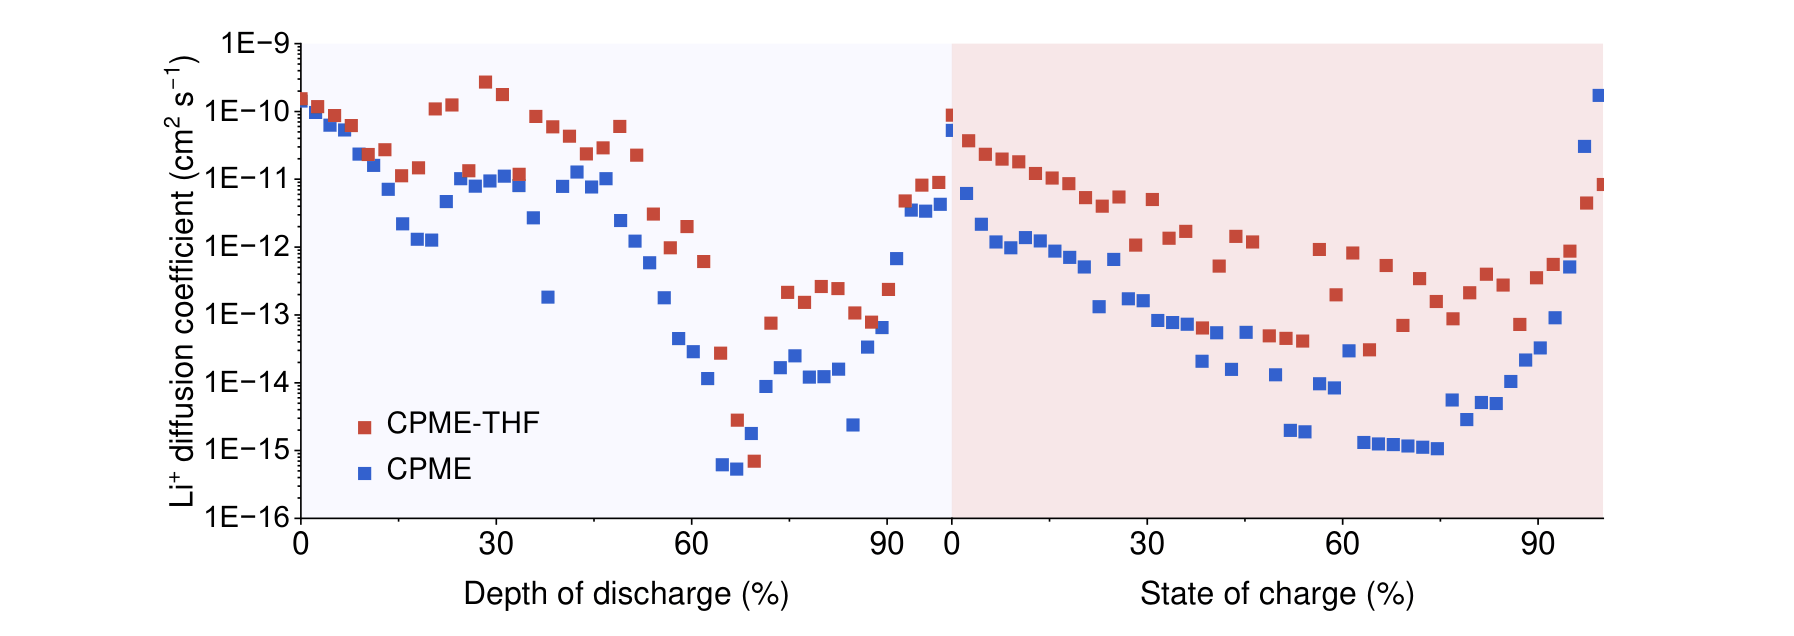 Li⁺ diffusion coefficient (cm² s⁻¹)
1E−9
1E−10
1E−11
1E−12
1E−13
1E−14
1E−15
1E−16
CPME-THF
CPME
0 30 60 90 0 30 60 90
Depth of discharge (%) State of charge (%)